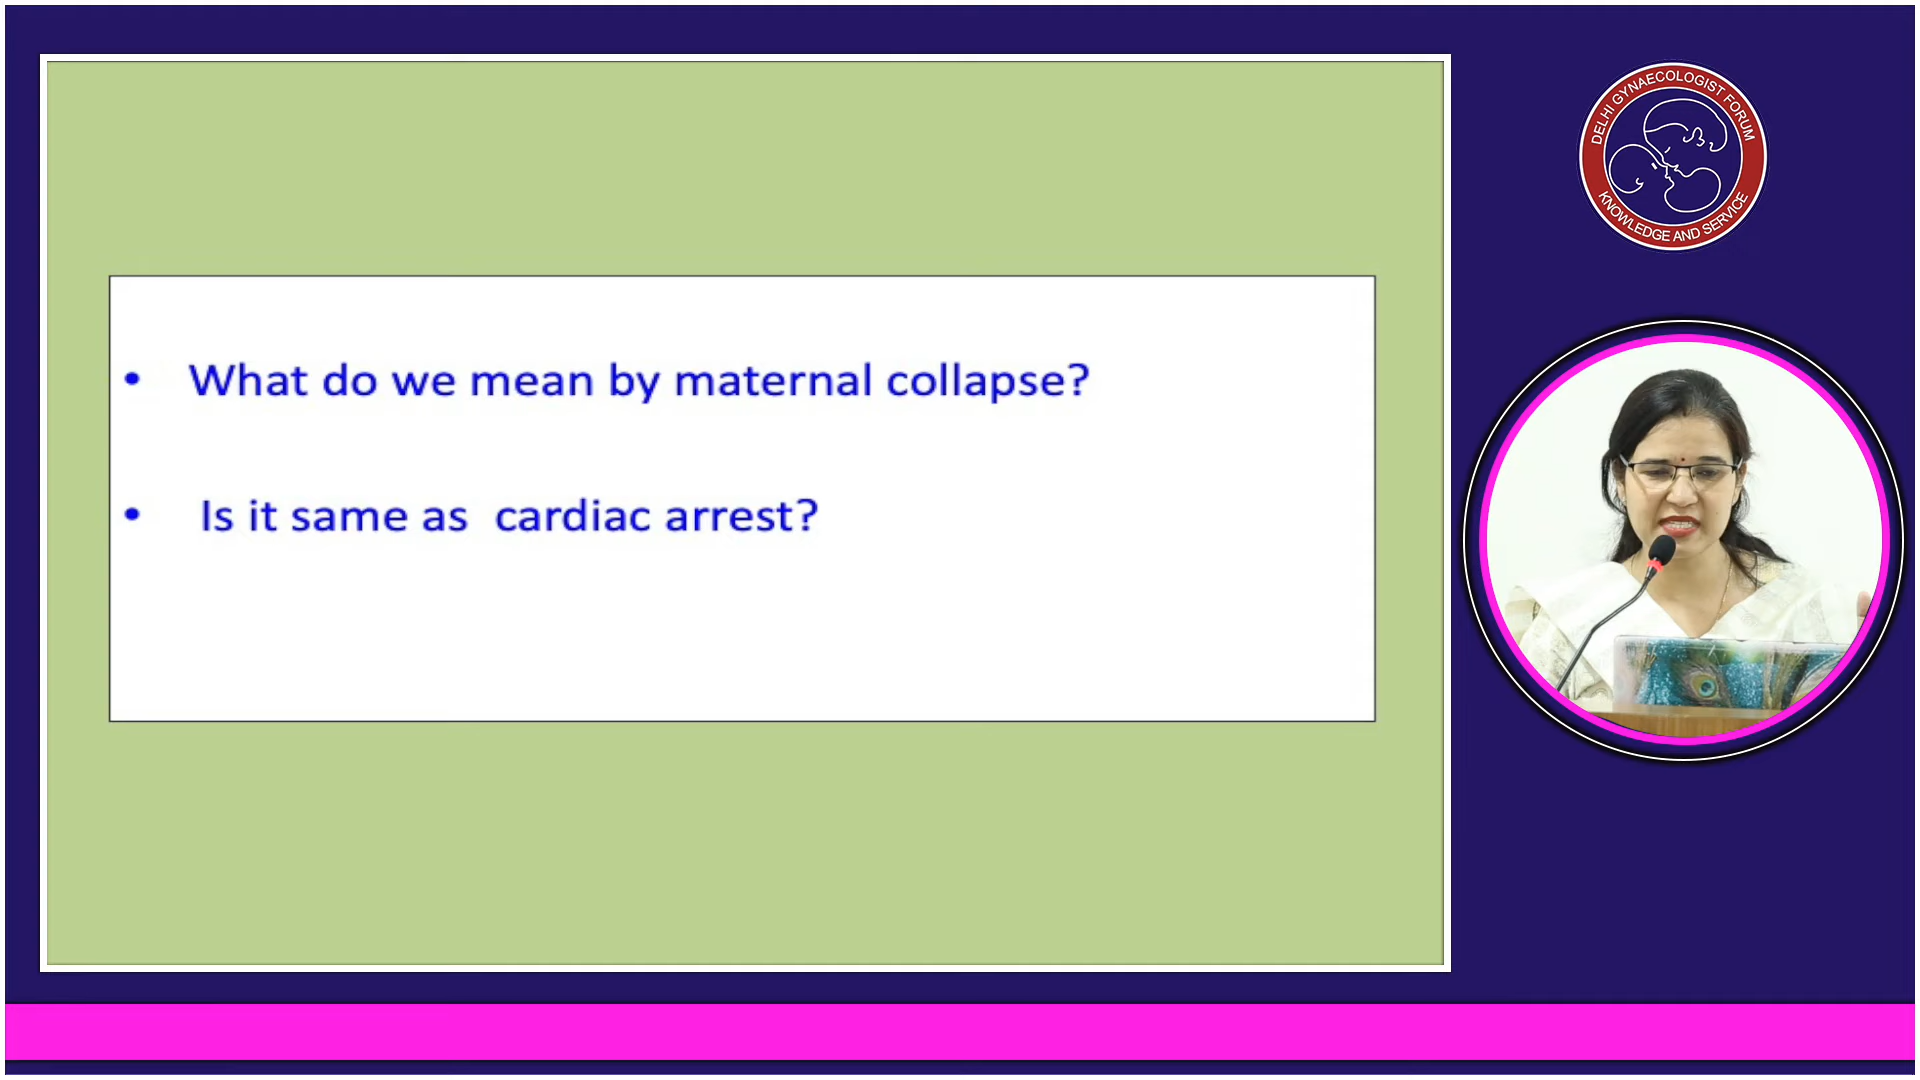 • What do we mean by maternal collapse?
• Is it same as cardiac arrest?
DELHI GYNAECOLOGIST FORUM
KNOWLEDGE AND SERVICE